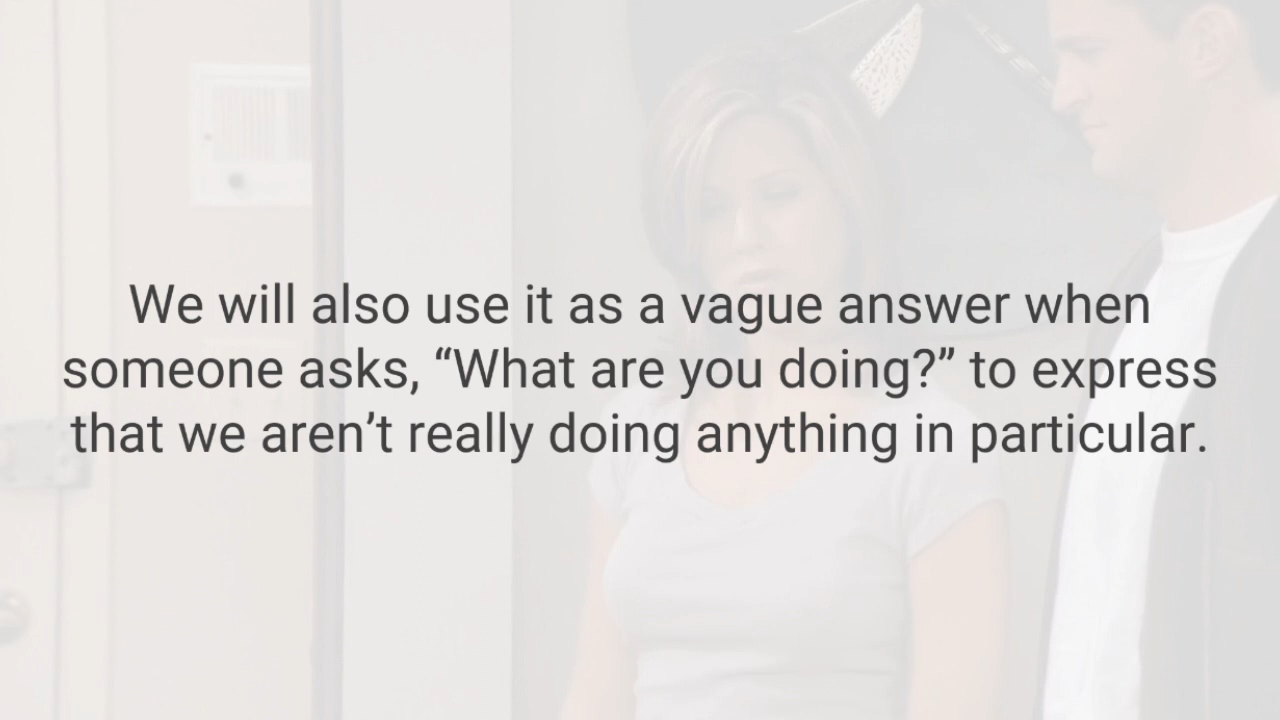 We will also use it as a vague answer when
someone asks, “What are you doing?” to express
that we aren’t really doing anything in particular.